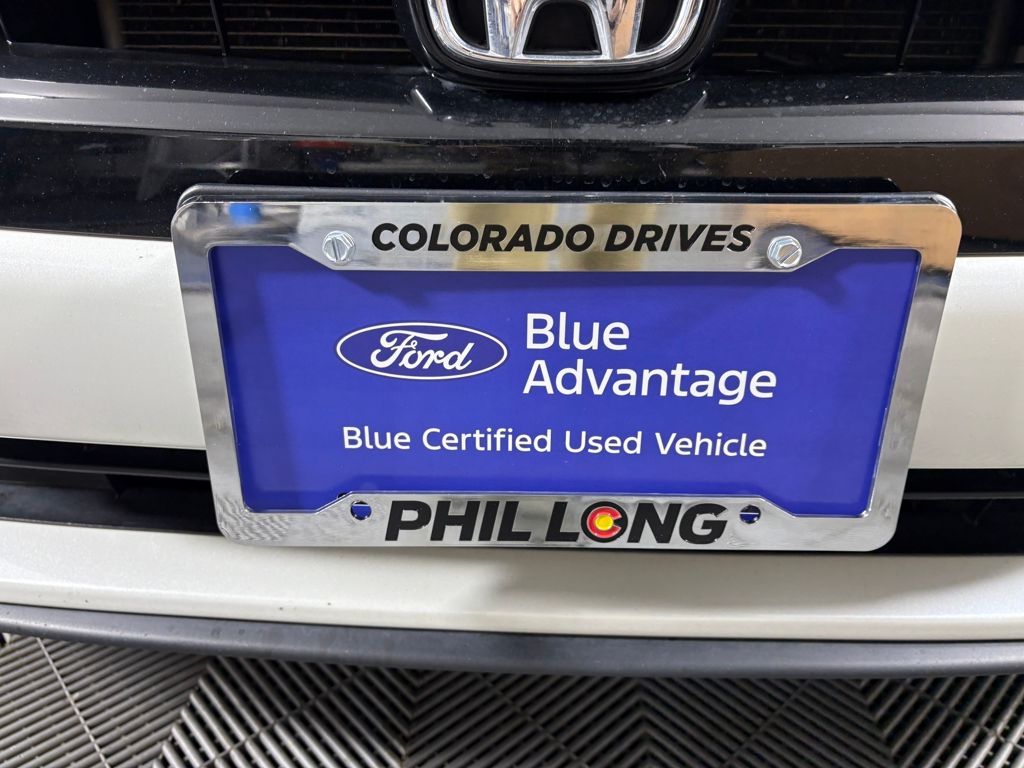 COLORADO DRIVES
Ford
Blue
Advantage
Blue Certified Used Vehicle
PHIL LONG